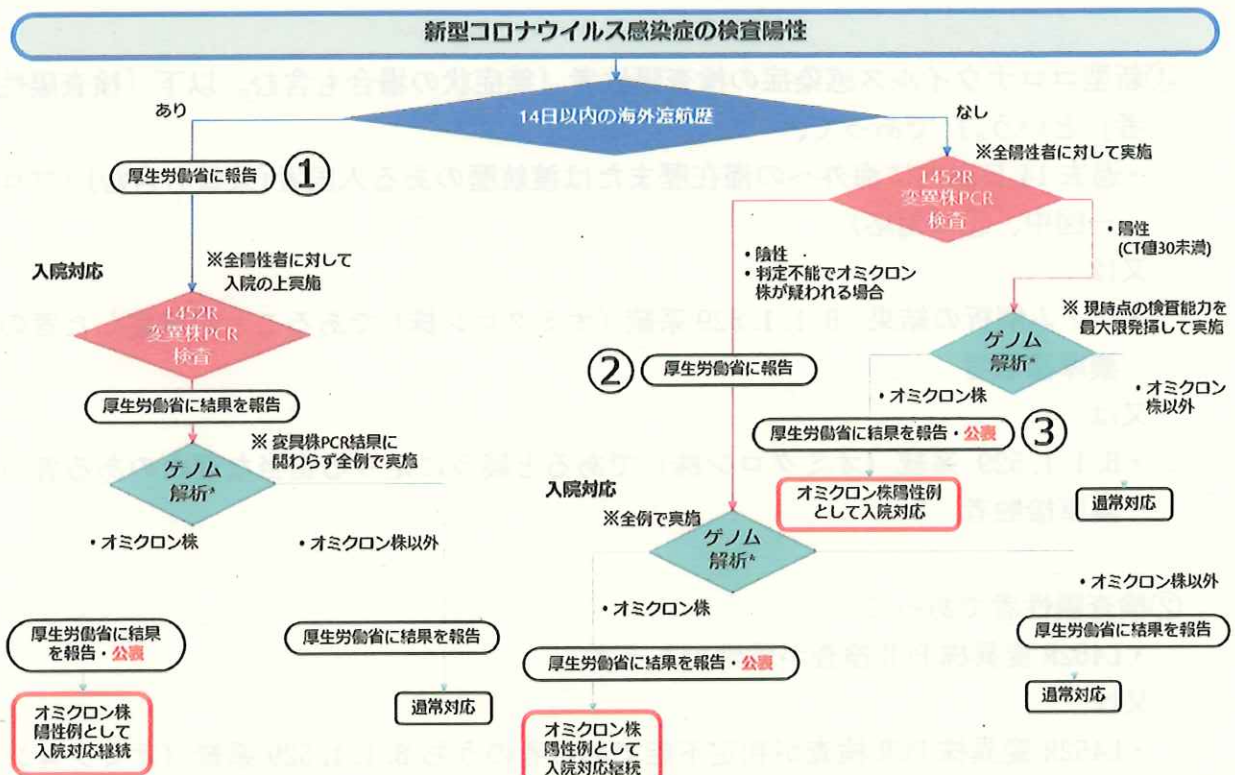 新型コロナウイルス感染症の検査陽性
あり
14日以内の海外渡航歴
なし
厚生労働省に報告
①
※全陽性者に対して
入院の上実施
入院対応
L452R
変異株PCR
検査
厚生労働省に結果を報告
※ 変異株PCR結果に
関わらず全例で実施
ゲノム
解析*
・オミクロン株
・オミクロン株以外
厚生労働省に結果
を報告・公表
厚生労働省に結果を報告
オミクロン株
陽性例として
入院対応継続
通常対応
※全陽性者に対して実施
L452R
変異株PCR
検査
・陰性
・判定不能でオミクロン
株が疑われる場合
・陽性
(CT値30未満)
②
厚生労働省に報告
※ 現時点の検査能力を
最大限発揮して実施
ゲノム
解析*
・オミクロン株
・オミクロン
株以外
厚生労働省に結果を報告・公表
③
オミクロン株陽性例
として入院対応
通常対応
入院対応
※全例で実施
ゲノム
解析*
・オミクロン株
・オミクロン株以外
厚生労働省に結果を報告・公表
厚生労働省に結果を報告
オミクロン株
陽性例として
入院対応継続
通常対応